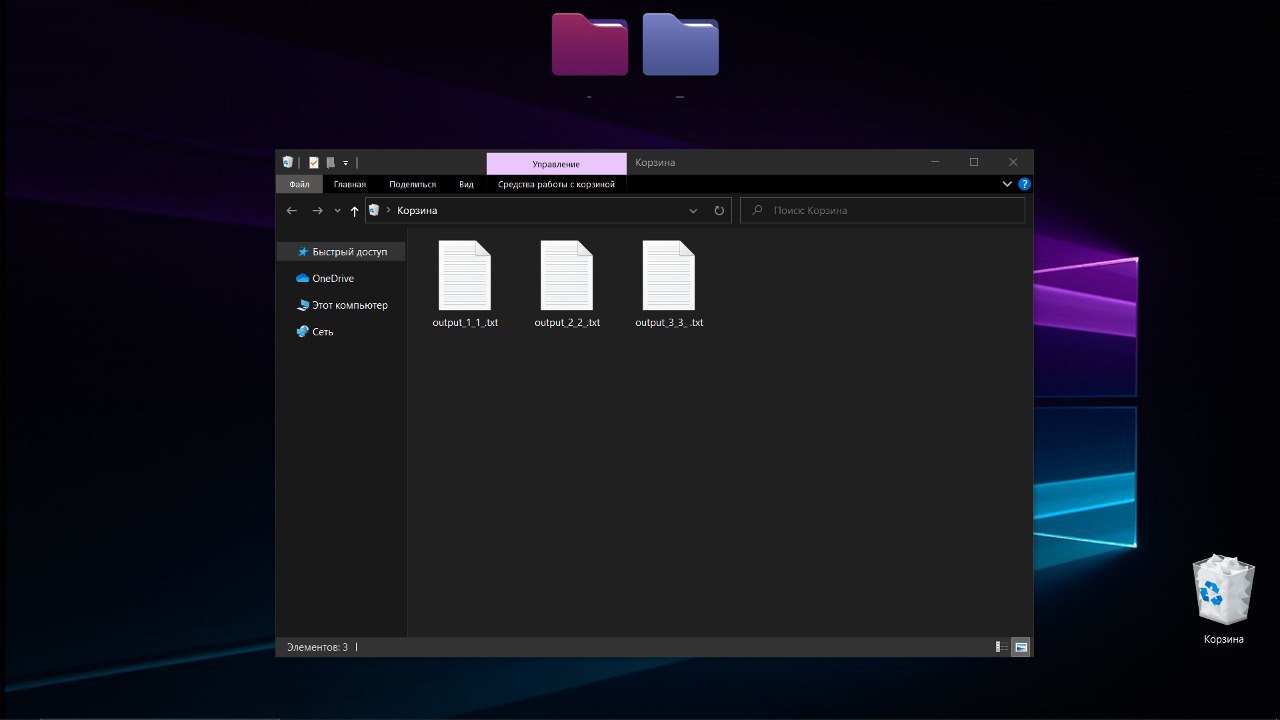 -
—
Управление
Корзина
Файл
Главная
Поделиться
Вид
Средства работы с корзиной
?
Корзина
Поиск: Корзина
Быстрый доступ
OneDrive
Этот компьютер
Сеть
output_1_1_.txt
output_2_2_.txt
output_3_3_ .txt
Элементов: 3
Корзина